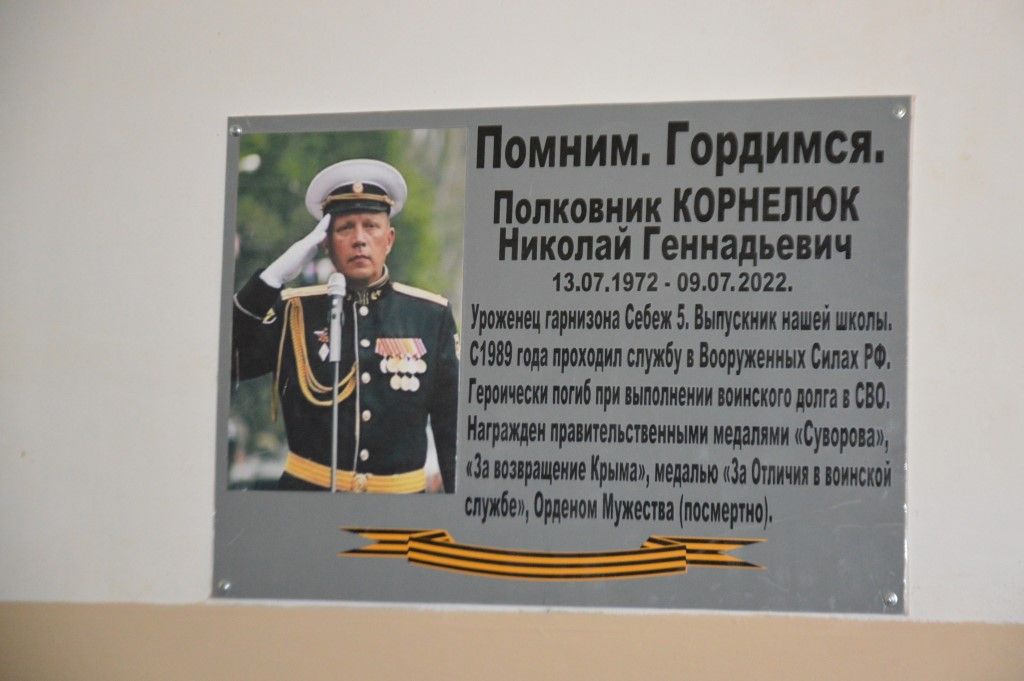 Помним. Гордимся.
Полковник КОРНЕЛЮК
Николай Геннадьевич
13.07.1972 - 09.07.2022.
Уроженец гарнизона Себеж 5. Выпускник нашей школы.
С1989 года проходил службу в Вооруженных Силах РФ.
Героически погиб при выполнении воинского долга в СВО.
Награжден правительственными медалями «Суворова»,
«За возвращение Крыма», медалью «За Отличия в воинской
службе», Орденом Мужества (посмертно).